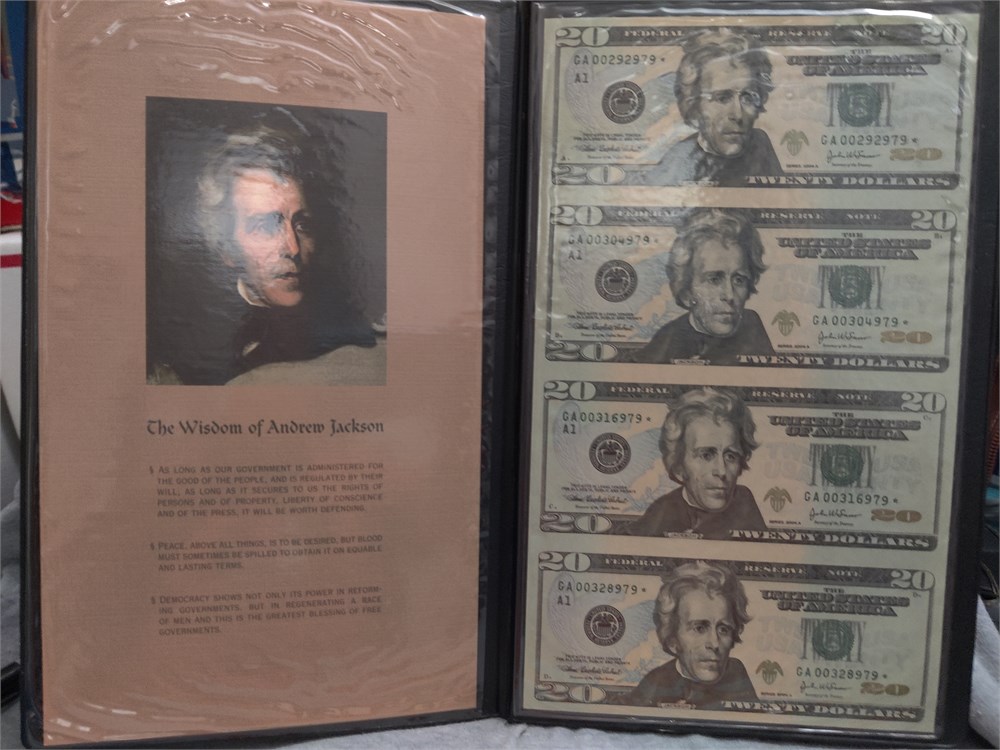 The Wisdom of Andrew Jackson
§ AS LONG AS OUR GOVERNMENT IS ADMINISTERED FOR
THE GOOD OF THE PEOPLE, AND IS REGULATED BY THEIR
WILL; AS LONG AS IT SECURES TO US THE RIGHTS OF
PERSONS AND OF PROPERTY, LIBERTY OF CONSCIENCE
AND OF THE PRESS, IT WILL BE WORTH DEFENDING.
§ PEACE, ABOVE ALL THINGS, IS TO BE DESIRED, BUT BLOOD
MUST SOMETIMES BE SPILLED TO OBTAIN IT ON EQUABLE
AND LASTING TERMS.
§ DEMOCRACY SHOWS NOT ONLY ITS POWER IN REFORM-
ING GOVERNMENTS, BUT IN REGENERATING A RACE
OF MEN AND THIS IS THE GREATEST BLESSING OF FREE
GOVERNMENTS.
20 FEDERAL RESERVE NOTE 20
GA 00292979 *
A1
THE
UNITED STATES
OF AMERICA
GA 00292979 *
20
20 TWENTY DOLLARS
20 FEDERAL RESERVE NOTE 20
GA 00304979 *
A1
THE
UNITED STATES
OF AMERICA
GA 00304979 *
20
20 TWENTY DOLLARS
20 FEDERAL RESERVE NOTE 20
GA 00316979 *
A1
THE
UNITED STATES
OF AMERICA
GA 00316979 *
20
20 TWENTY DOLLARS
20 FEDERAL RESERVE NOTE 20
GA 00328979 *
A1
THE
UNITED STATES
OF AMERICA
GA 00328979 *
20
20 TWENTY DOLLARS